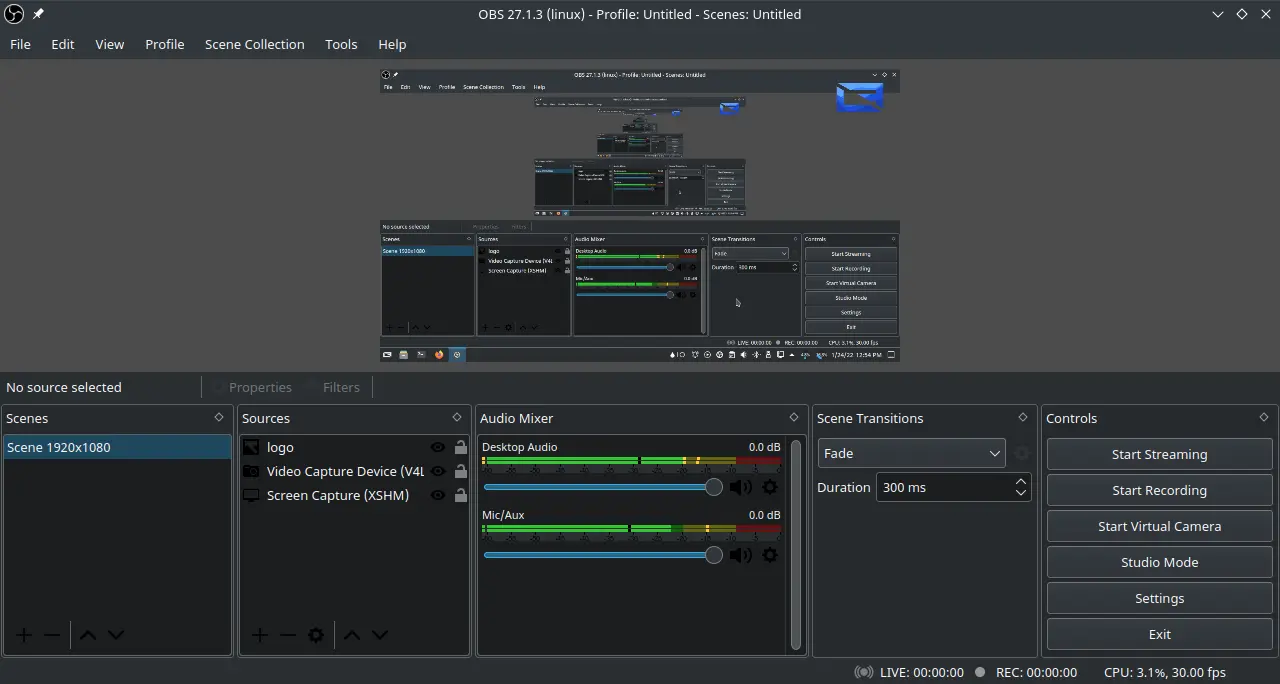 OBS 27.1.3 (linux) - Profile: Untitled - Scenes: Untitled
File Edit View Profile Scene Collection Tools Help
OBS 27.1.3 (linux) - Profile: Untitled - Scenes: Untitled
File Edit View Profile Scene Collection Tools Help
No source selected Properties Filters
Scenes Sources Audio Mixer Scene Transitions Controls
Scene 1920x1080 logo Desktop Audio 0.0 dB Fade Start Streaming
Video Capture Device (V4L Duration 300 ms Start Recording
Screen Capture (XSHM) Mic/Aux 0.0 dB Start Virtual Camera
Studio Mode
Settings
Exit
LIVE: 00:00:00 REC: 00:00:00 CPU: 3.1%, 30.00 fps
1/24/22 12:54 PM
No source selected Properties Filters
Scenes
Scene 1920x1080
Sources
logo
Video Capture Device (V4L
Screen Capture (XSHM)
Audio Mixer
Desktop Audio 0.0 dB
Mic/Aux 0.0 dB
Scene Transitions
Fade
Duration 300 ms
Controls
Start Streaming
Start Recording
Start Virtual Camera
Studio Mode
Settings
Exit
LIVE: 00:00:00 REC: 00:00:00 CPU: 3.1%, 30.00 fps